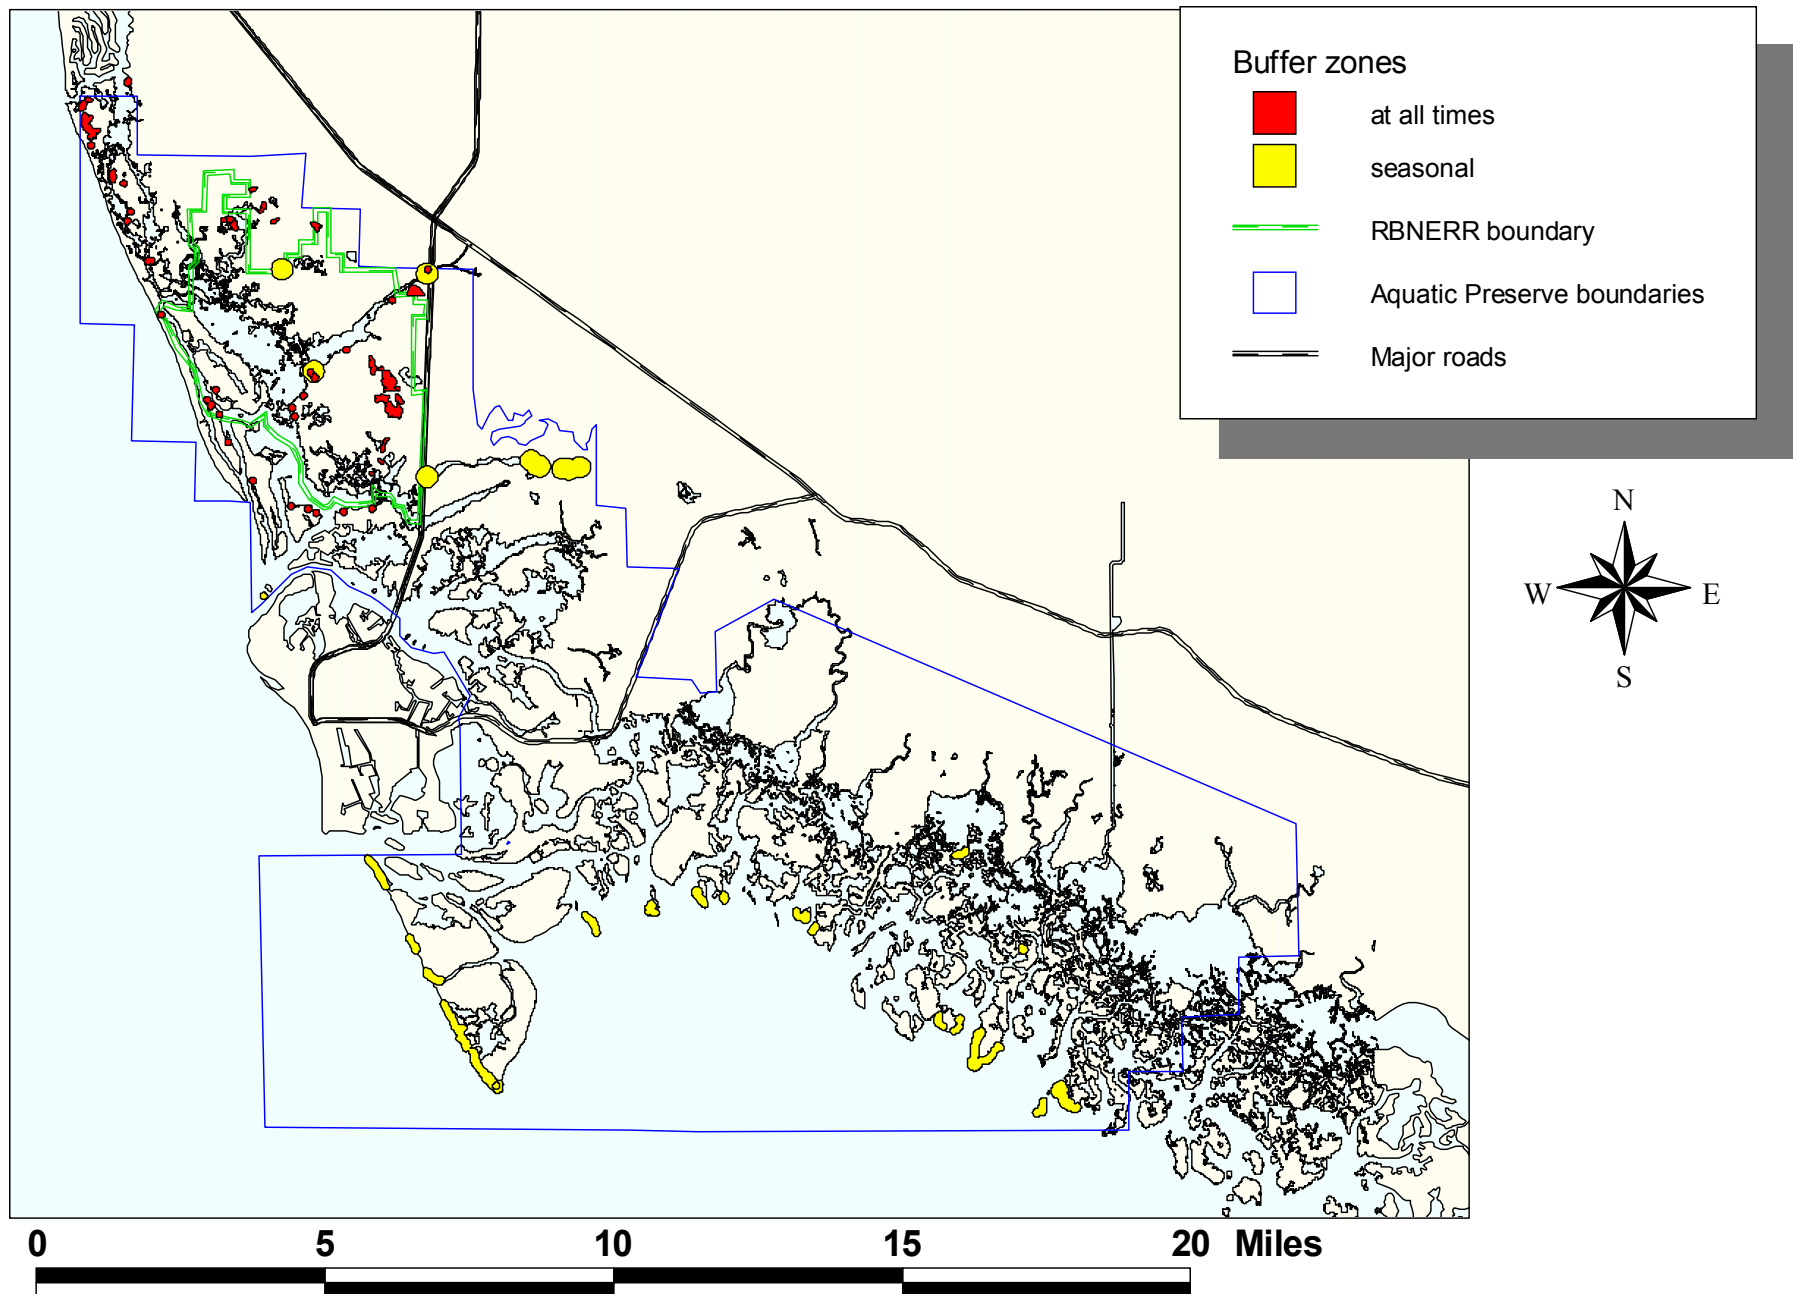 Buffer zones
at all times
seasonal
RBNERR boundary
Aquatic Preserve boundaries
Major roads
N
W E
S
0 5 10 15 20 Miles